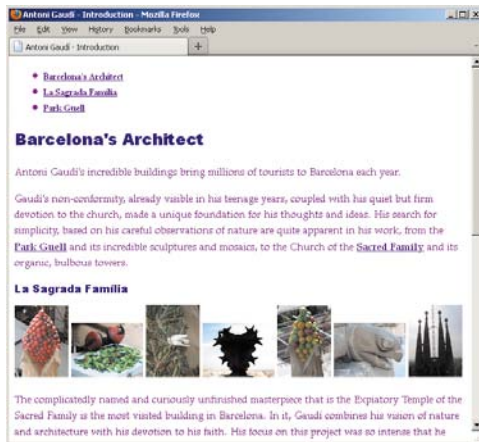 Antoni Gaudí - Introduction - Mozilla Firefox
File Edit View History Bookmarks Tools Help
Antoni Gaudí - Introduction
Barcelona's Architect
La Sagrada Família
Park Guell
Barcelona's Architect
Antoni Gaudí's incredible buildings bring millions of tourists to Barcelona each year.
Gaudí's non-conformity, already visible in his teenage years, coupled with his quiet but firm
devotion to the church, made a unique foundation for his thoughts and ideas. His search for
simplicity, based on his careful observations of nature are quite apparent in his work, from the
Park Guell and its incredible sculptures and mosaics, to the Church of the Sacred Family and its
organic, bulbous towers.
La Sagrada Família
The complicatedly named and curiously unfinished masterpiece that is the Expiatory Temple of the
Sacred Family is the most visited building in Barcelona. In it, Gaudí combines his vision of nature
and architecture with his devotion to his faith. His focus on this project was so intense that he